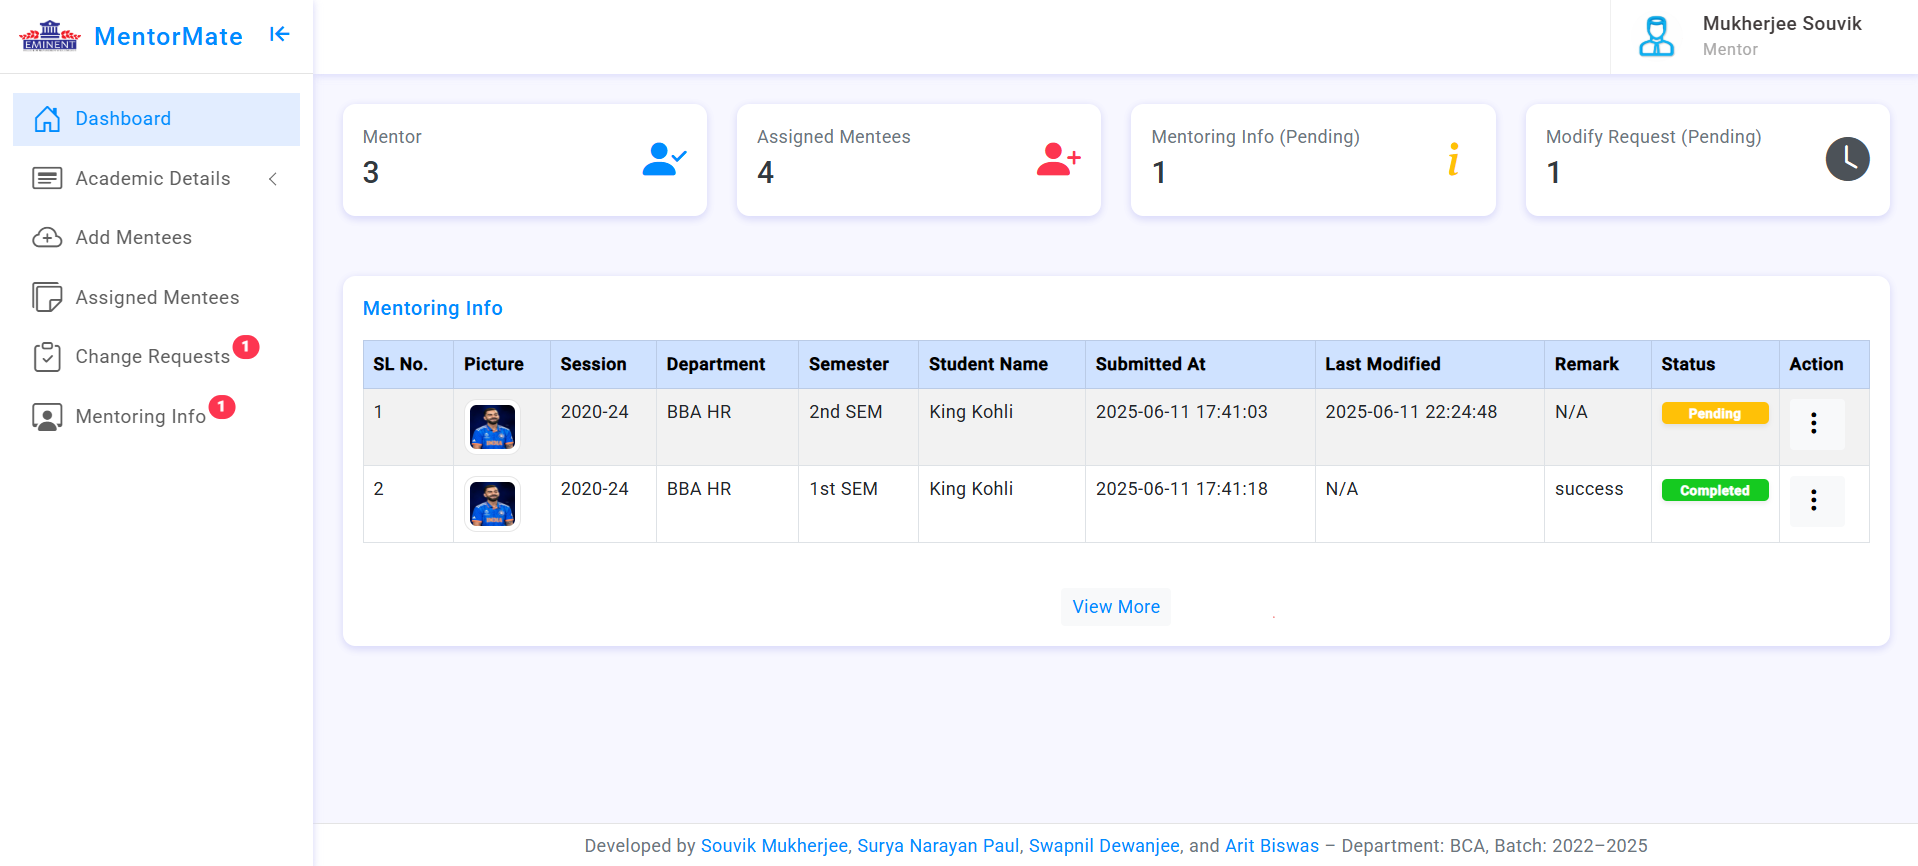 EMINENT
MentorMate
Mukherjee Souvik
Mentor
Dashboard
Academic Details
Add Mentees
Assigned Mentees
Change Requests 1
Mentoring Info 1
Mentor
3
Assigned Mentees
4
Mentoring Info (Pending)
1
Modify Request (Pending)
1
Mentoring Info
SL No. Picture Session Department Semester Student Name Submitted At Last Modified Remark Status Action
1 2020-24 BBA HR 2nd SEM King Kohli 2025-06-11 17:41:03 2025-06-11 22:24:48 N/A Pending
2 2020-24 BBA HR 1st SEM King Kohli 2025-06-11 17:41:18 N/A success Completed
View More
Developed by Souvik Mukherjee, Surya Narayan Paul, Swapnil Dewanjee, and Arit Biswas – Department: BCA, Batch: 2022–2025